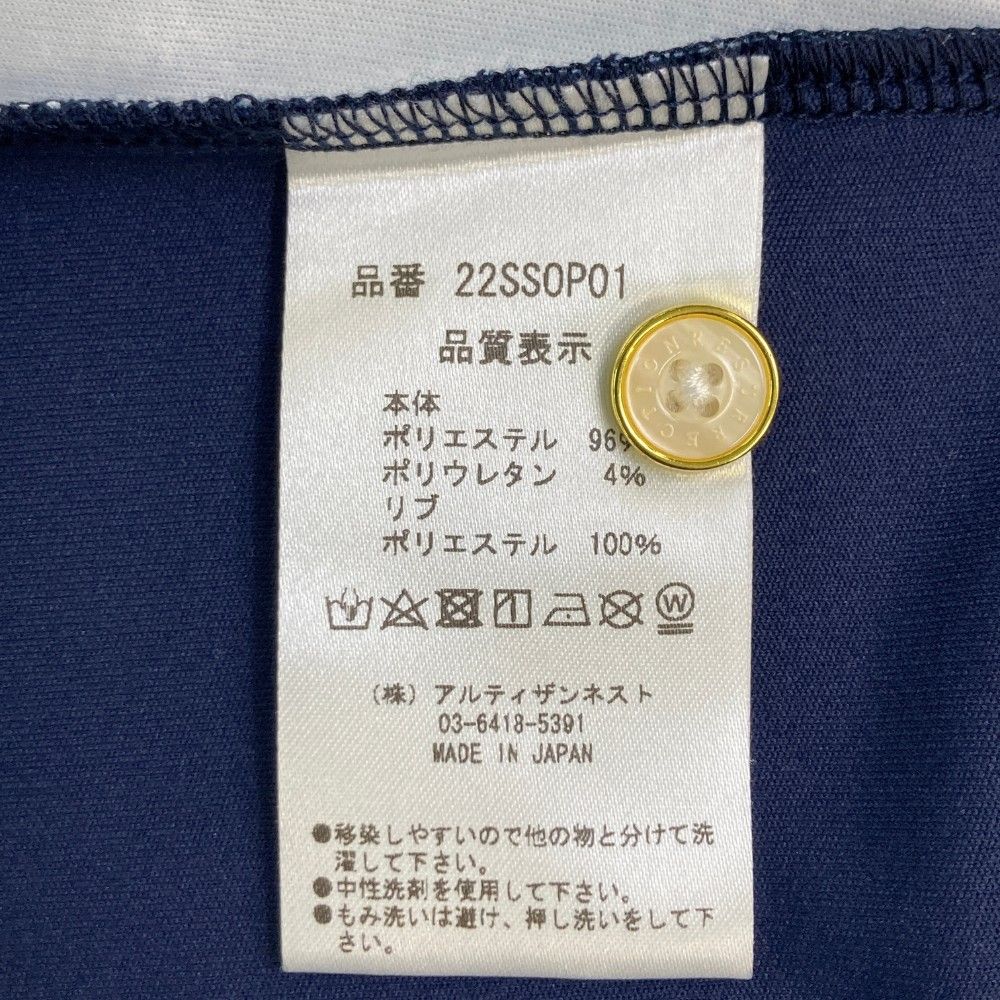 品番 22SSOP01
品質表示
本体
ポリエステル 96%
ポリウレタン 4%
リブ
ポリエステル 100%
W
(株) アルティザンネスト
03-6418-5391
MADE IN JAPAN
●移染しやすいので他の物と分けて洗
濯して下さい。
●中性洗剤を使用して下さい。
●もみ洗いは避け、押し洗いをして下
さい。
RESURRECTION